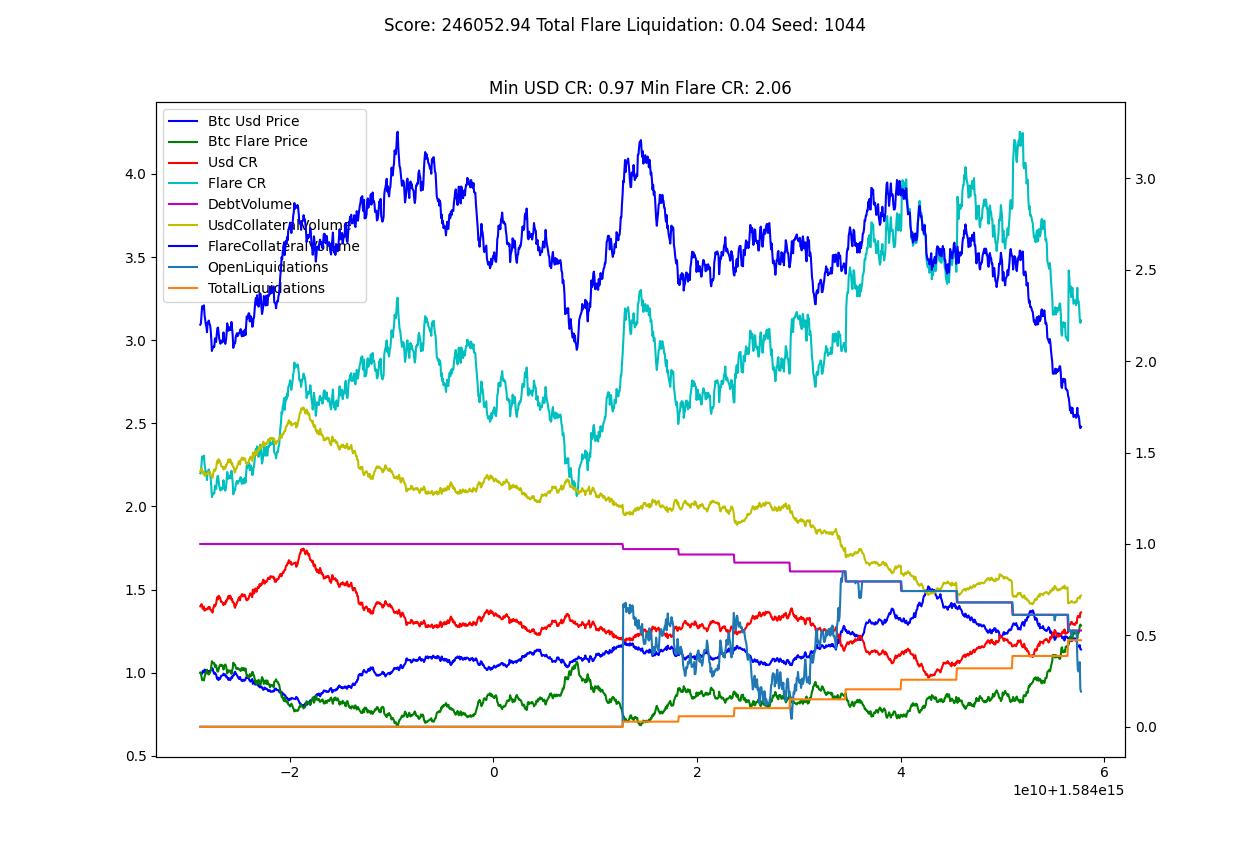 Score: 246052.94 Total Flare Liquidation: 0.04 Seed: 1044
Min USD CR: 0.97 Min Flare CR: 2.06
Btc Usd Price
Btc Flare Price
Usd CR
Flare CR
DebtVolume
UsdCollateralVolume
FlareCollateralVolume
OpenLiquidations
TotalLiquidations
4.0
3.5
3.0
2.5
2.0
1.5
1.0
0.5
3.0
2.5
2.0
1.5
1.0
0.5
0.0
−2 0 2 4 6
1e10+1.584e15